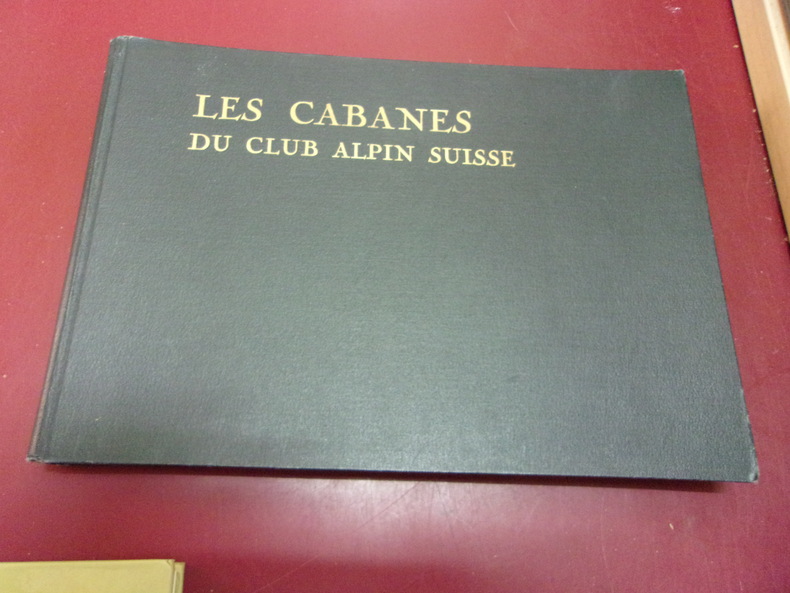 LES CABANES
DU CLUB ALPIN SUISSE